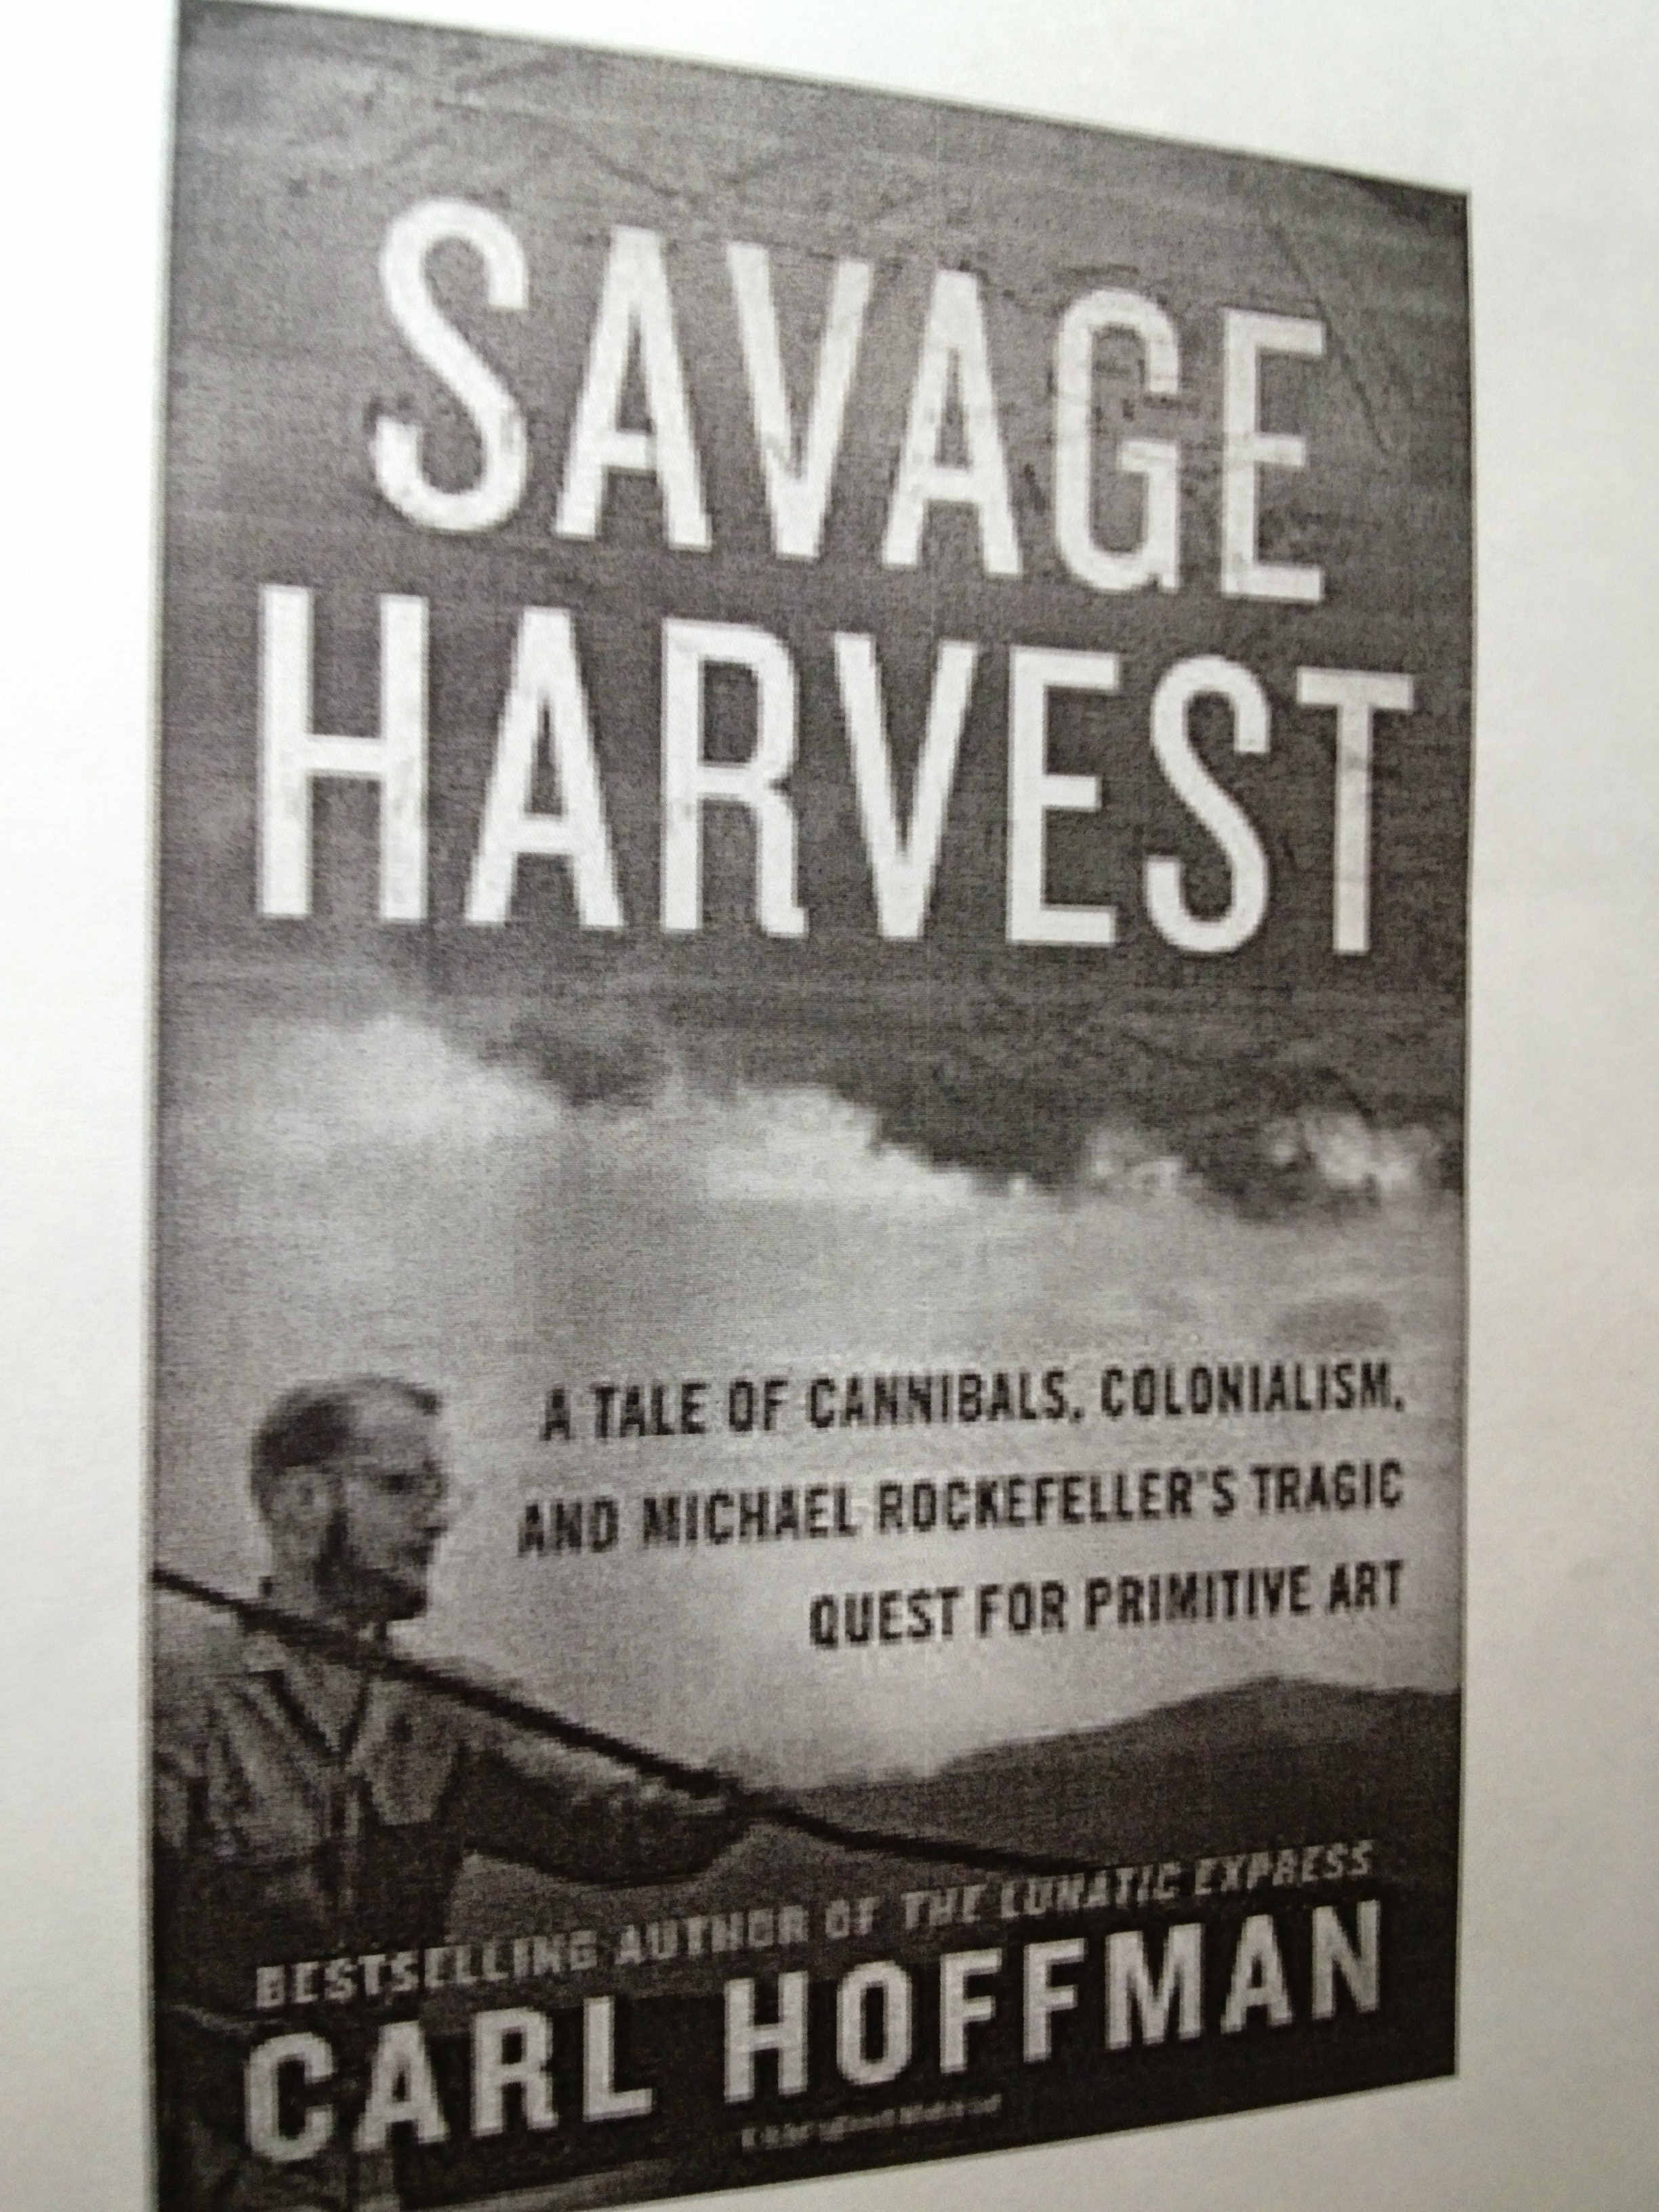 SAVAGE
HARVEST
A TALE OF CANNIBALS, COLONIALISM,
AND MICHAEL ROCKEFELLER'S TRAGIC
QUEST FOR PRIMITIVE ART
BESTSELLING AUTHOR OF THE LUNATIC EXPRESS
CARL HOFFMAN